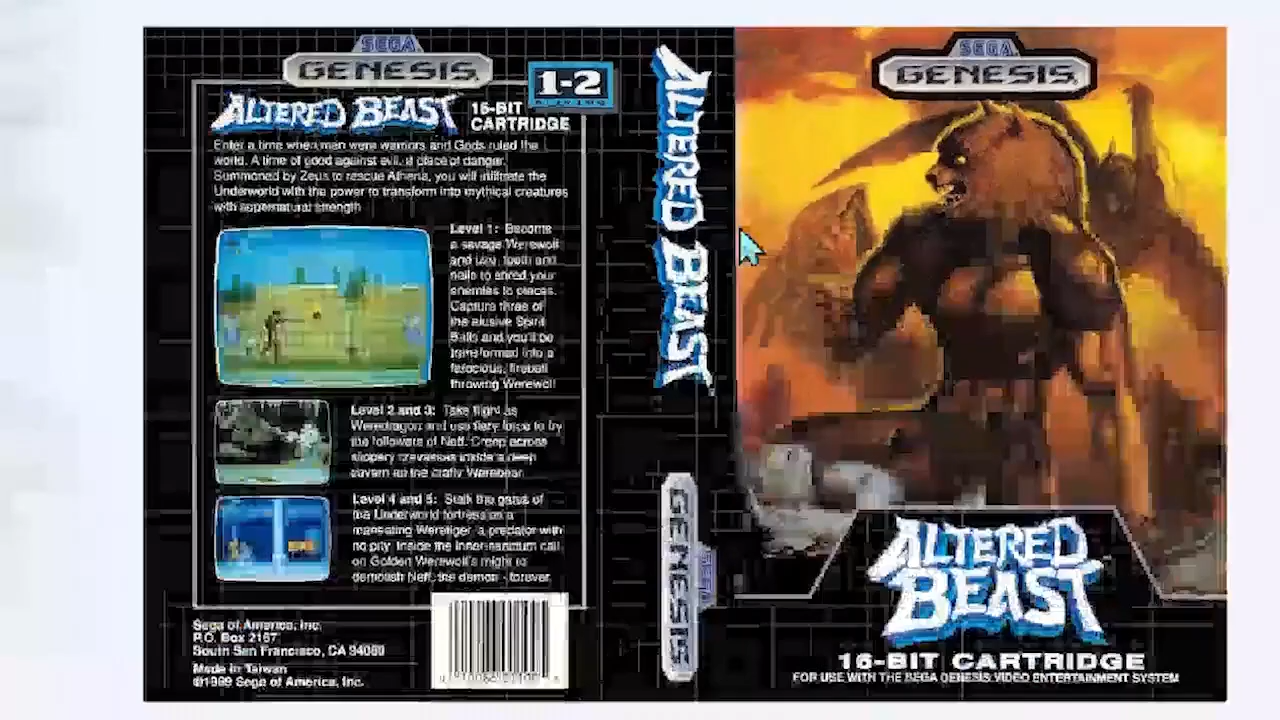 SEGA
GENESIS
1-2
ALTERED BEAST
16-BIT
CARTRIDGE
Enter a time when men were warriors and Gods ruled the
world. A time of good against evil, a place of danger.
Summoned by Zeus to rescue Athena, you will infiltrate the
Underworld with the power to transform into mythical creatures
with supernatural strength.
Level 1: Become
a savage Werewolf
and use tooth and
nails to shred your
enemies to pieces.
Capture three of
the elusive Spirit
Balls and you'll be
transformed into a
ferocious, fireball
throwing Werewolf.
Level 2 and 3: Take flight as
Weredragon and use fiery force to fry
the followers of Neff. Creep across
slippery crevasses inside a deep
cavern as the crafty Werebear.
Level 4 and 5: Stalk the
of
the Underworld fortress as a
maneating Weretiger, a predator with
no pity. Inside the inner-sanctum call
on Golden Werewolf's might to
demolish Neff, the demon - forever.
Sega of America, Inc.
P.O. Box 2167
South San Francisco, CA 94080
Made in Taiwan
©1989 Sega of America, Inc.
ALTERED BEAST
SEGA
GENESIS
SEGA
GENESIS
ALTERED
BEAST
16-BIT CARTRIDGE
FOR USE WITH THE SEGA GENESIS VIDEO ENTERTAINMENT SYSTEM